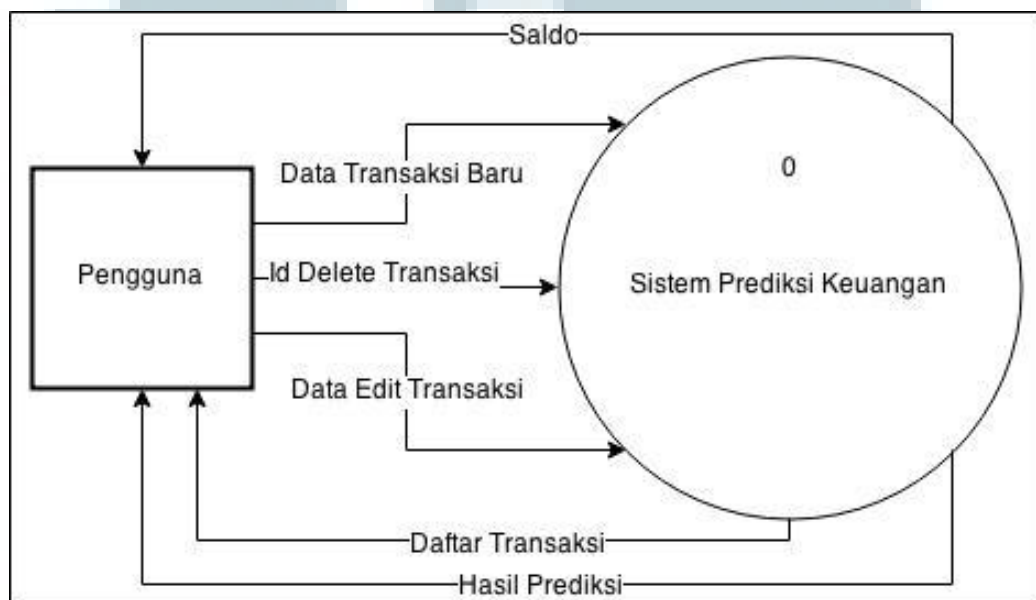 Saldo
Data Transaksi Baru
0
Pengguna
Id Delete Transaksi
Sistem Prediksi Keuangan
Data Edit Transaksi
Daftar Transaksi
Hasil Prediksi